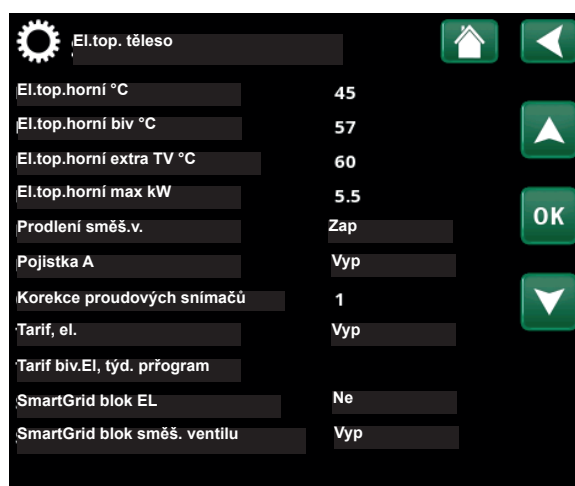 El.top. těleso
El.top.horní °C 45
El.top.horní biv °C 57
El.top.horní extra TV °C 60
El.top.horní max kW 5.5
Prodlení směš.v. Zap
OK
Pojistka A Vyp
Korekce proudových snímačů 1
Tarif, el. Vyp
Tarif biv.El, týd. přřogram
SmartGrid blok EL Ne
SmartGrid blok směš. ventilu Vyp